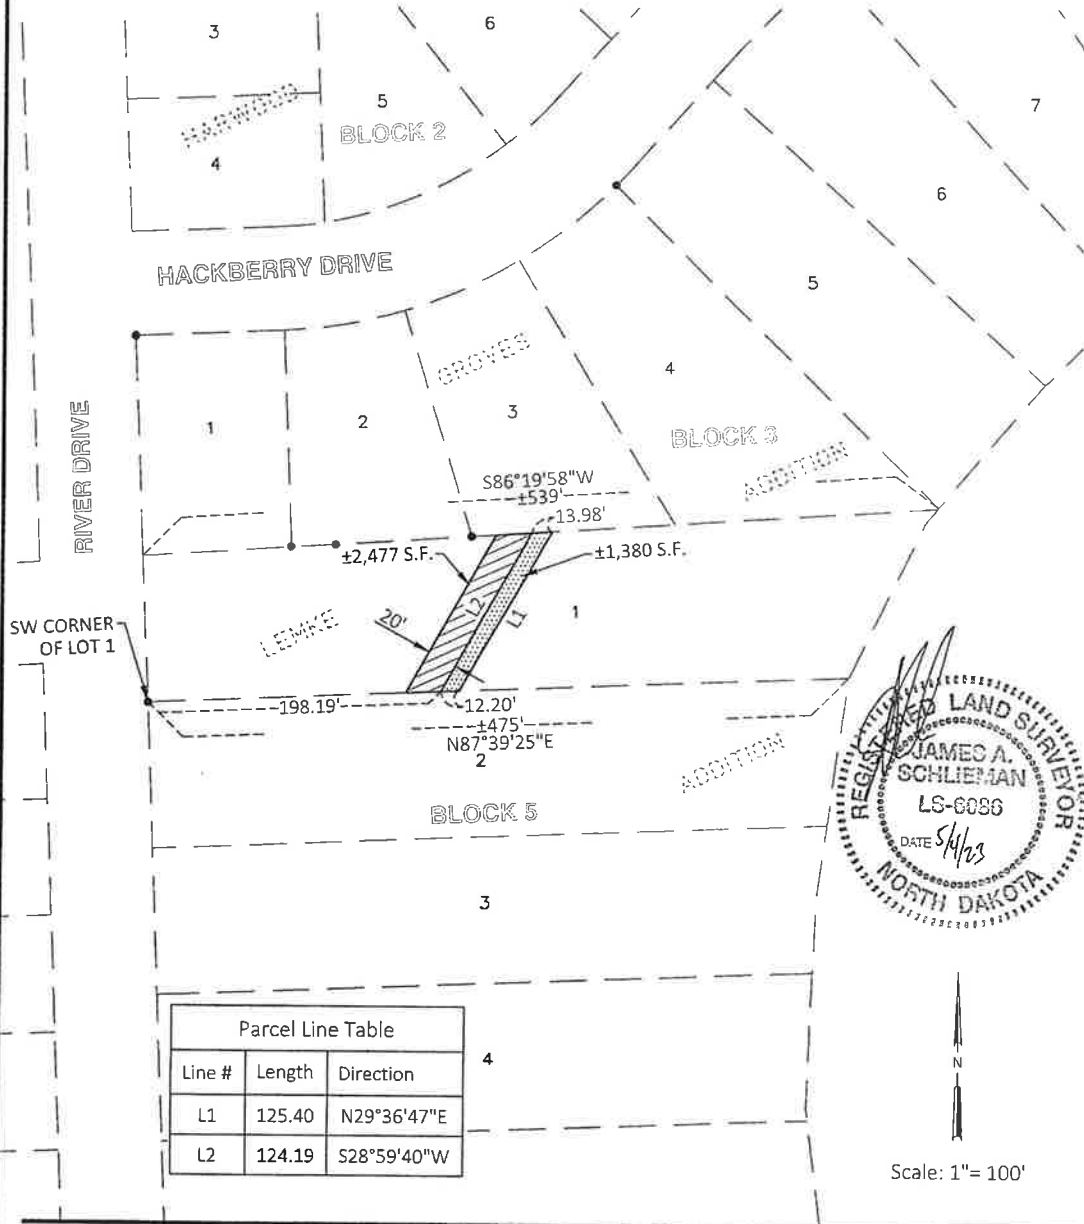 3
6
5
7
HARWOOD
BLOCK 2
4
6
HACKBERRY DRIVE
5
GROVES
4
RIVER DRIVE
1
2
3
BLOCK 3
ADDITION
S86°19'58"W
±539'
13.98'
±2,477 S.F.
±1,380 S.F.
20'
L2
L1
1
LEMKE
SW CORNER
OF LOT 1
198.19'
12.20'
±475'
N87°39'25"E
2
ADDITION
BLOCK 5
REGISTERED LAND SURVEYOR
JAMES A.
SCHLIEMAN
LS-6086
DATE 5/4/23
NORTH DAKOTA
3
Parcel Line Table
Line # Length Direction
L1 125.40 N29°36'47"E
L2 124.19 S28°59'40"W
4
N
Scale: 1"= 100'